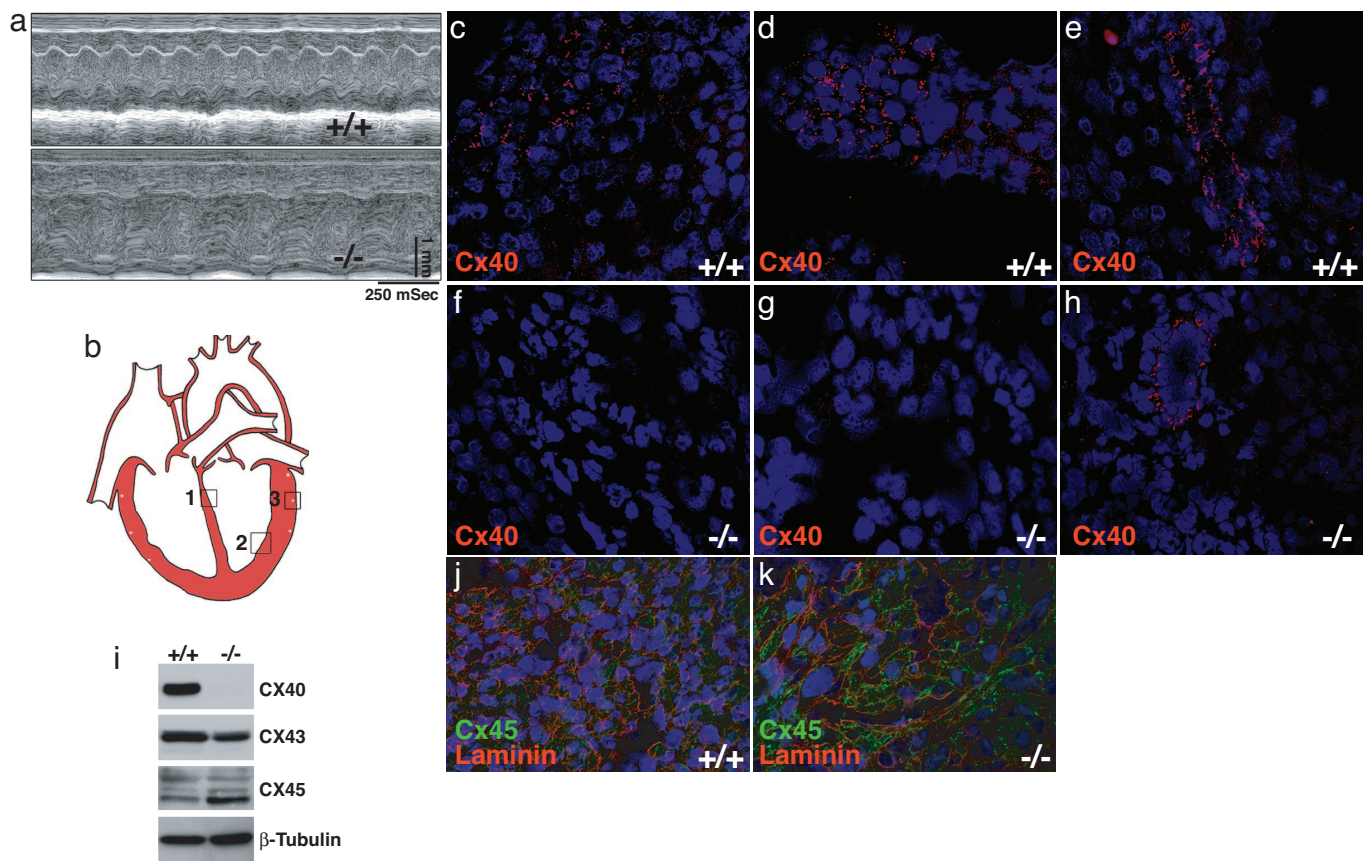 a
+/+
-/-
1 mm
250 mSec
b
1
2
3
c
Cx40
+/+
d
Cx40
+/+
e
Cx40
+/+
f
Cx40
-/-
g
Cx40
-/-
h
Cx40
-/-
i
+/+ -/-
CX40
CX43
CX45
β-Tubulin
j
Cx45
Laminin
+/+
k
Cx45
Laminin
-/-